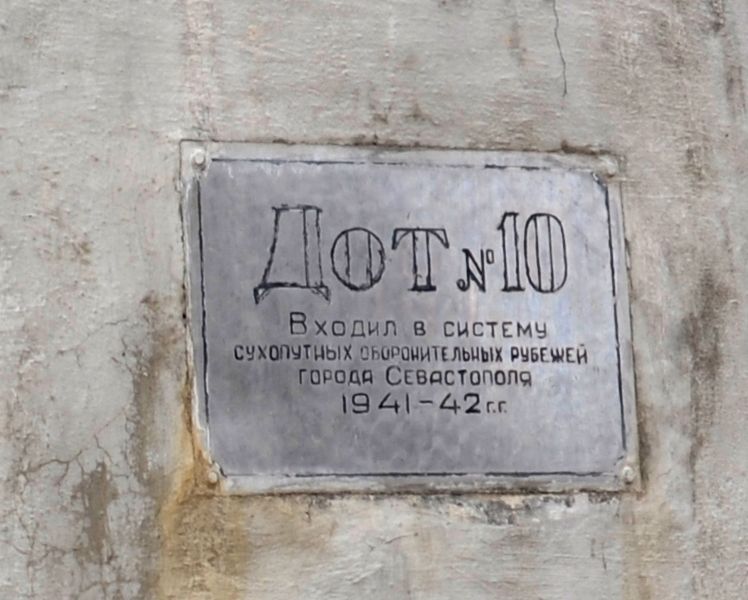 ДОТ № 10
Входил в систему
сухопутных оборонительных рубежей
города Севастополя
1941-42 г.г.